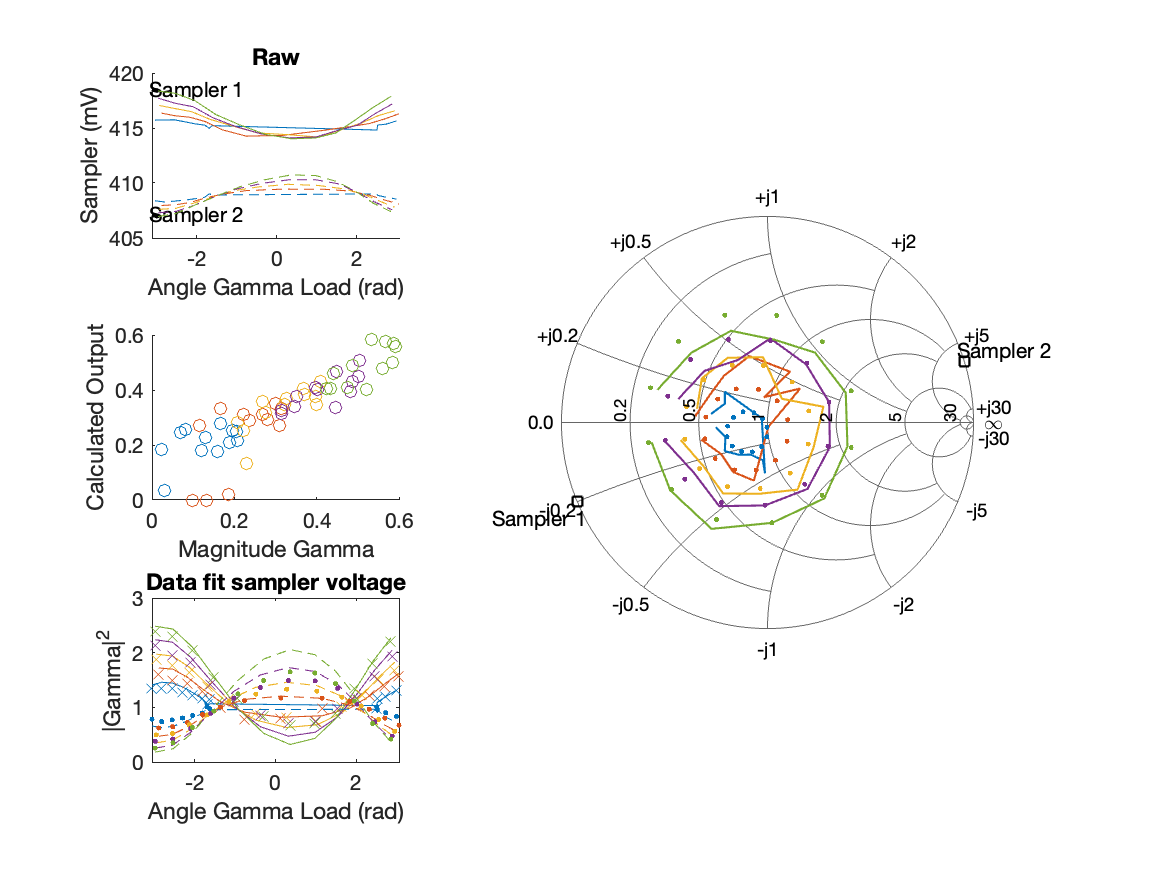 Raw
420
415
410
405
Sampler (mV)
Sampler 1
Sampler 2
-2
0
2
Angle Gamma Load (rad)
0.6
0.4
0.2
0
Calculated Output
0
0.2
0.4
0.6
Magnitude Gamma
Data fit sampler voltage
3
2
1
0
|Gamma|²
-2
0
2
Angle Gamma Load (rad)
+j1
+j0.5
+j2
+j0.2
+j5
Sampler 2
0.0
0.2
0.5
1
2
5
30
+j30
∞
-j30
-j0.2
Sampler 1
-j5
-j0.5
-j2
-j1